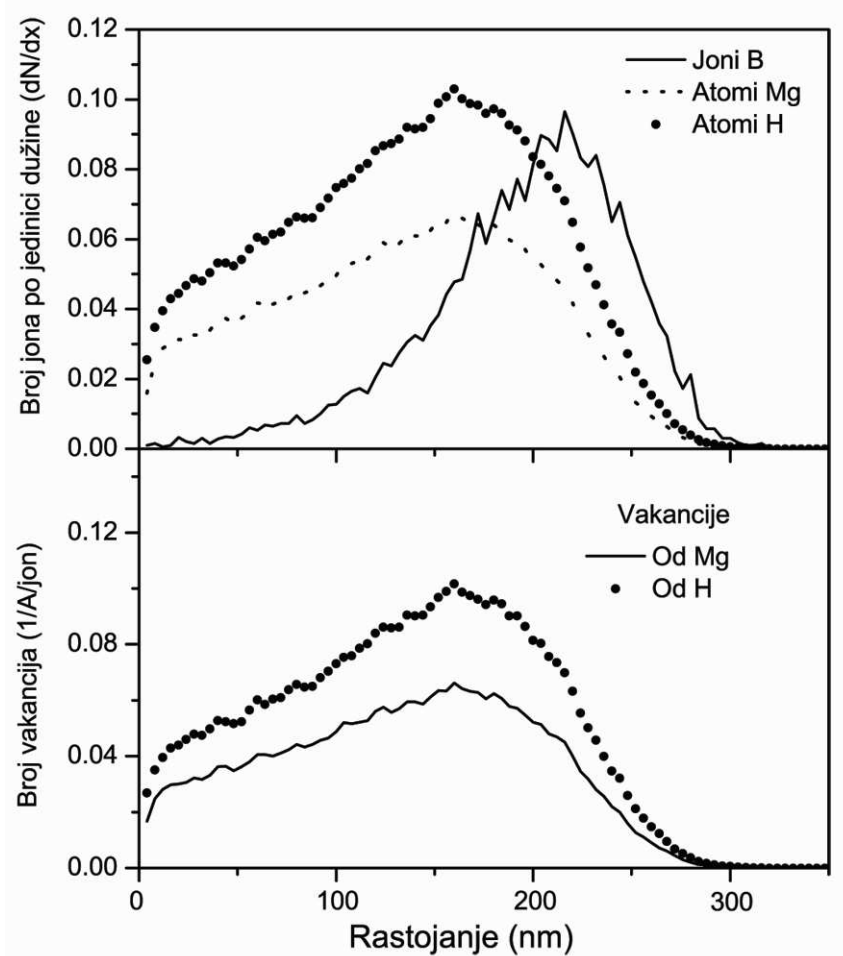 Broj jona po jedinici dužine (dN/dx)
0.12
0.10
0.08
0.06
0.04
0.02
0.00
Joni B
Atomi Mg
Atomi H
Broj vakancija (1/A/jon)
0.12
0.08
0.04
0.00
Vakancije
Od Mg
Od H
0
100
200
300
Rastojanje (nm)